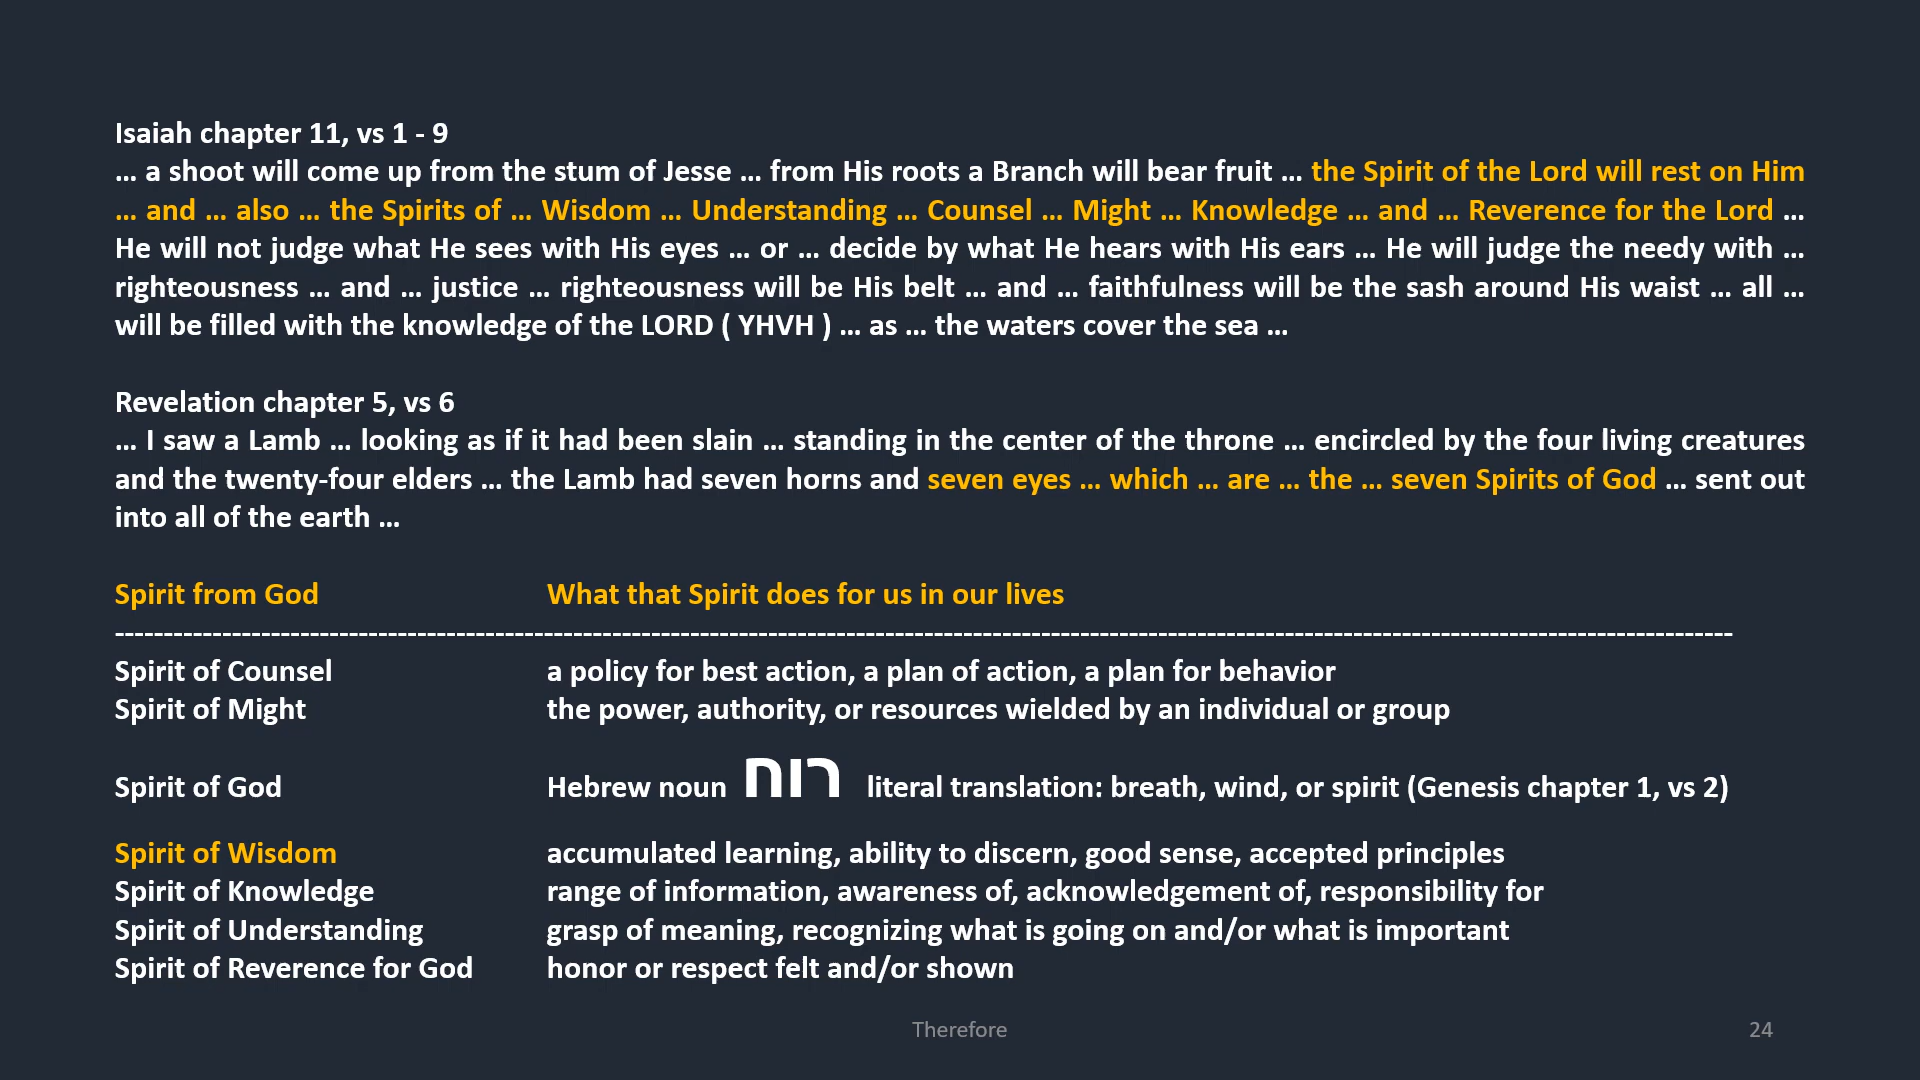 Isaiah chapter 11, vs 1 - 9
... a shoot will come up from the stum of Jesse ... from His roots a Branch will bear fruit ... the Spirit of the Lord will rest on Him
... and ... also ... the Spirits of ... Wisdom ... Understanding ... Counsel ... Might ... Knowledge ... and ... Reverence for the Lord ...
He will not judge what He sees with His eyes ... or ... decide by what He hears with His ears ... He will judge the needy with ...
righteousness ... and ... justice ... righteousness will be His belt ... and ... faithfulness will be the sash around His waist ... all ...
will be filled with the knowledge of the LORD ( YHVH ) ... as ... the waters cover the sea ...
Revelation chapter 5, vs 6
... I saw a Lamb ... looking as if it had been slain ... standing in the center of the throne ... encircled by the four living creatures
and the twenty-four elders ... the Lamb had seven horns and seven eyes ... which ... are ... the ... seven Spirits of God ... sent out
into all of the earth ...
Spirit from God What that Spirit does for us in our lives
Spirit of Counsel a policy for best action, a plan of action, a plan for behavior
Spirit of Might the power, authority, or resources wielded by an individual or group
Spirit of God Hebrew noun רוח literal translation: breath, wind, or spirit (Genesis chapter 1, vs 2)
Spirit of Wisdom accumulated learning, ability to discern, good sense, accepted principles
Spirit of Knowledge range of information, awareness of, acknowledgement of, responsibility for
Spirit of Understanding grasp of meaning, recognizing what is going on and/or what is important
Spirit of Reverence for God honor or respect felt and/or shown
Therefore 24